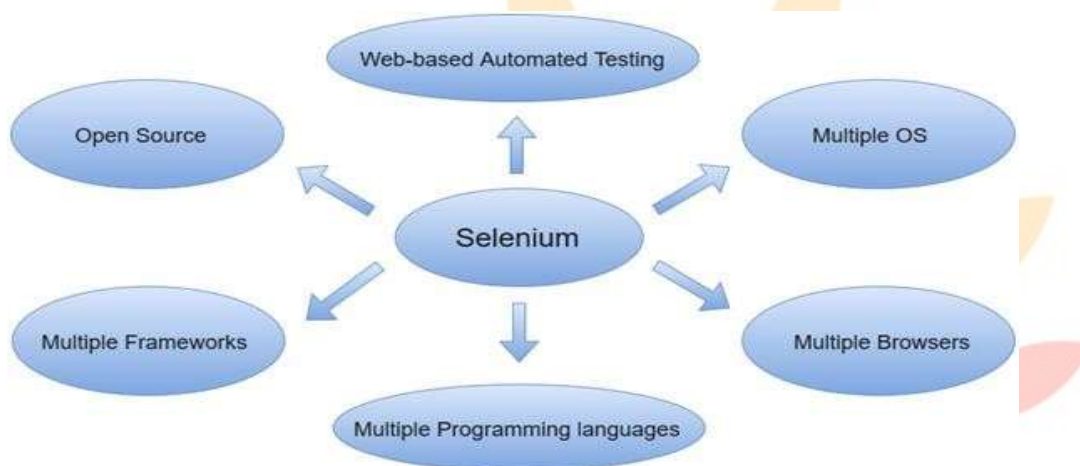 Web-based Automated Testing
Open Source
Multiple OS
Selenium
Multiple Frameworks
Multiple Browsers
Multiple Programming languages